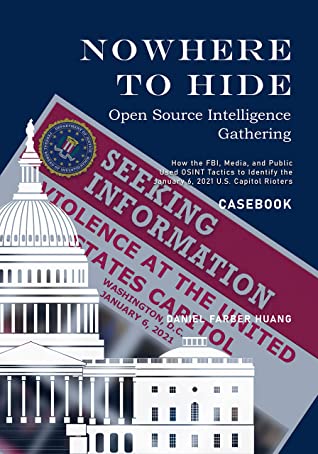 NOWHERE
TO HIDE
Open Source Intelligence
Gathering
How the FBI, Media, and Public
Used OSINT Tactics to Identify the
January 6, 2021 U.S. Capitol Rioters
CASEBOOK
SEEKING
INFORMATION
VIOLENCE AT THE UNITED
STATES CAPITOL
WASHINGTON, D.C.
JANUARY 6, 2021
DANIEL FARBER HUANG